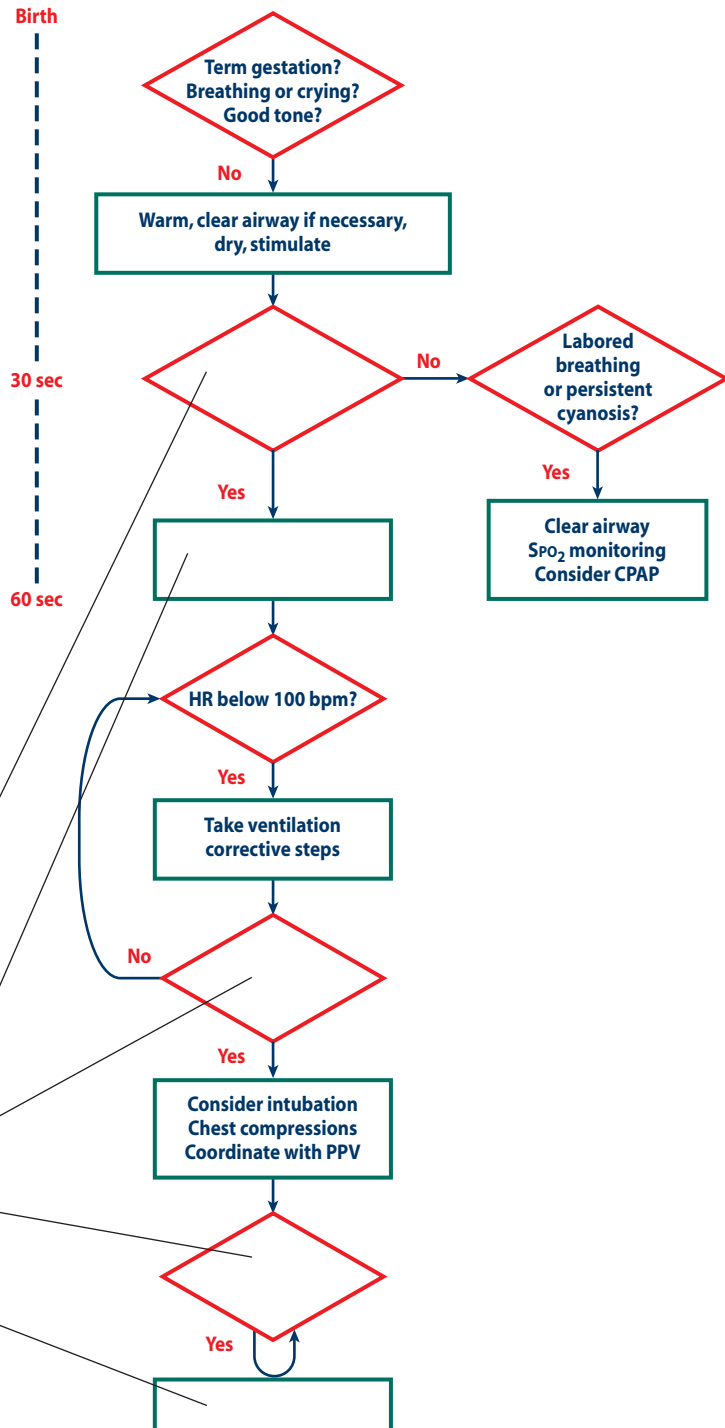 Birth
Term gestation?
Breathing or crying?
Good tone?
No
Warm, clear airway if necessary,
dry, stimulate
30 sec
No
Labored
breathing
or persistent
cyanosis?
Yes
Yes
Clear airway
SPO₂ monitoring
Consider CPAP
60 sec
HR below 100 bpm?
Yes
Take ventilation
corrective steps
No
Yes
Consider intubation
Chest compressions
Coordinate with PPV
Yes